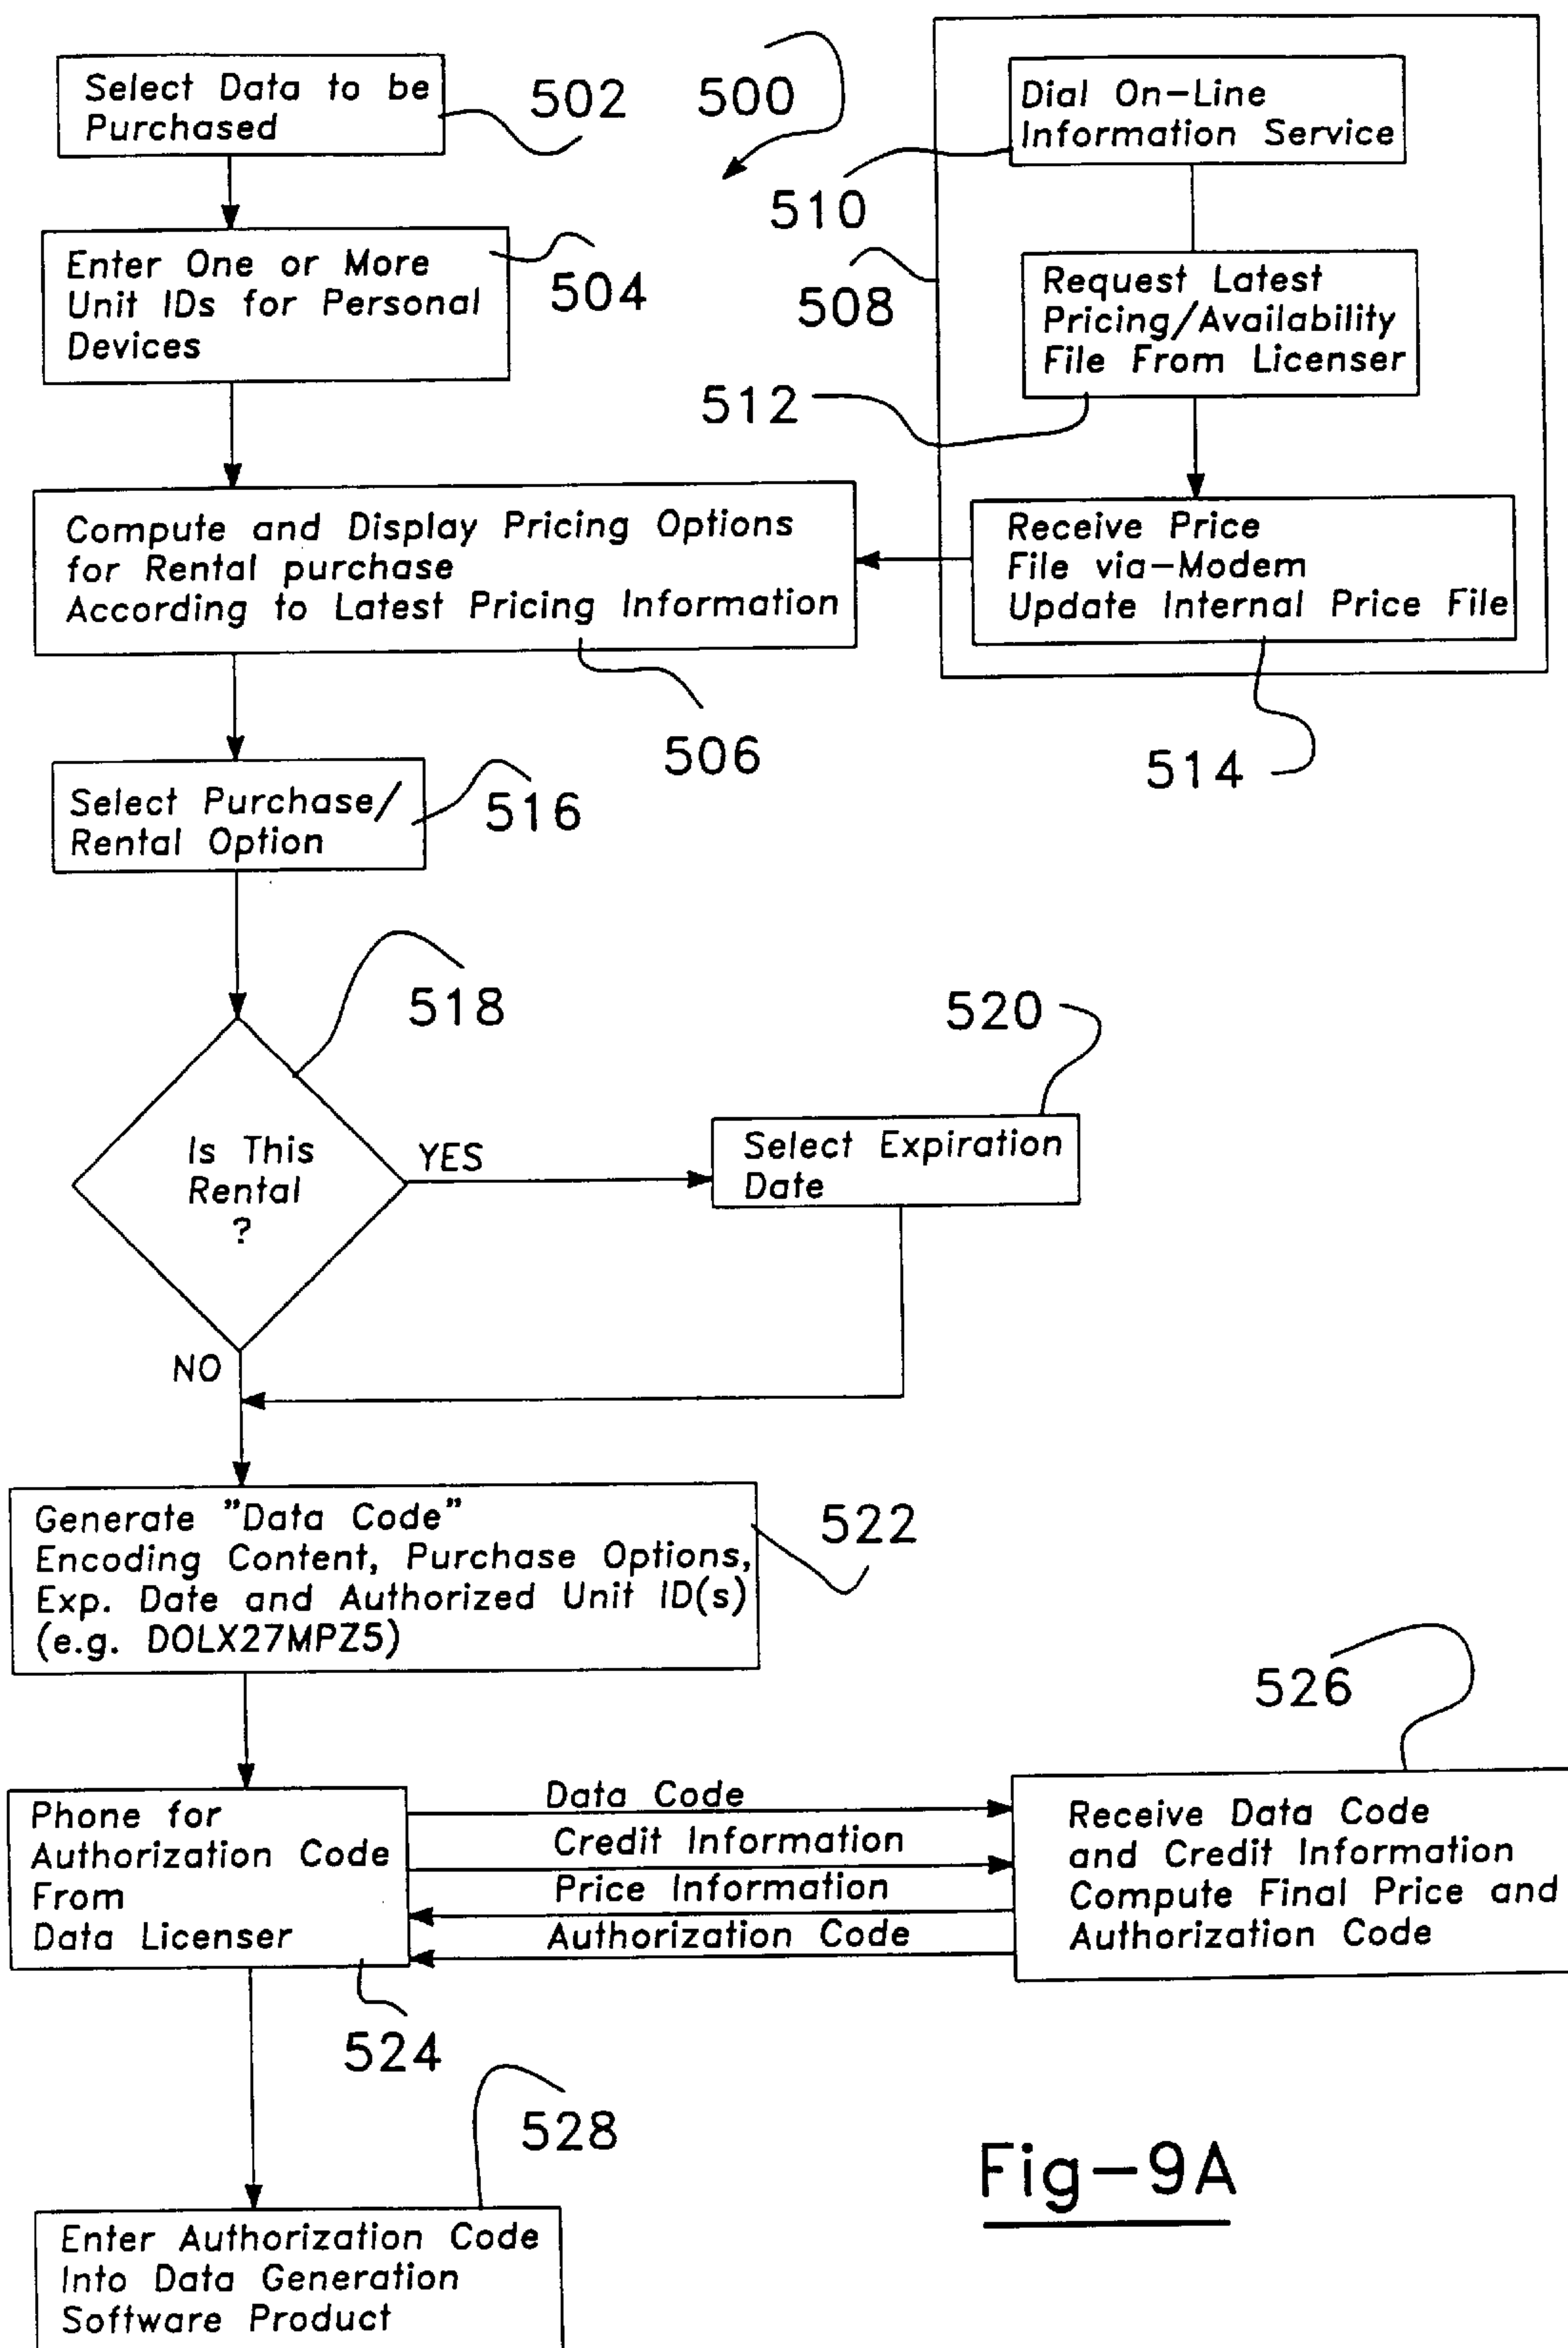 Select Data to be
Purchased
502
500
Dial On-Line
Information Service
510
Enter One or More
Unit IDs for Personal
Devices
504
508
Request Latest
Pricing/Availability
File From Licenser
512
Compute and Display Pricing Options
for Rental purchase
According to Latest Pricing Information
506
Receive Price
File via-Modem
Update Internal Price File
514
Select Purchase/
Rental Option
516
518
Is This
Rental
?
YES
NO
520
Select Expiration
Date
Generate "Data Code"
Encoding Content, Purchase Options,
Exp. Date and Authorized Unit ID(s)
(e.g. DOLX27MPZ5)
522
526
Phone for
Authorization Code
From
Data Licenser
524
Data Code
Credit Information
Price Information
Authorization Code
Receive Data Code
and Credit Information
Compute Final Price and
Authorization Code
528
Enter Authorization Code
Into Data Generation
Software Product
Fig-9A